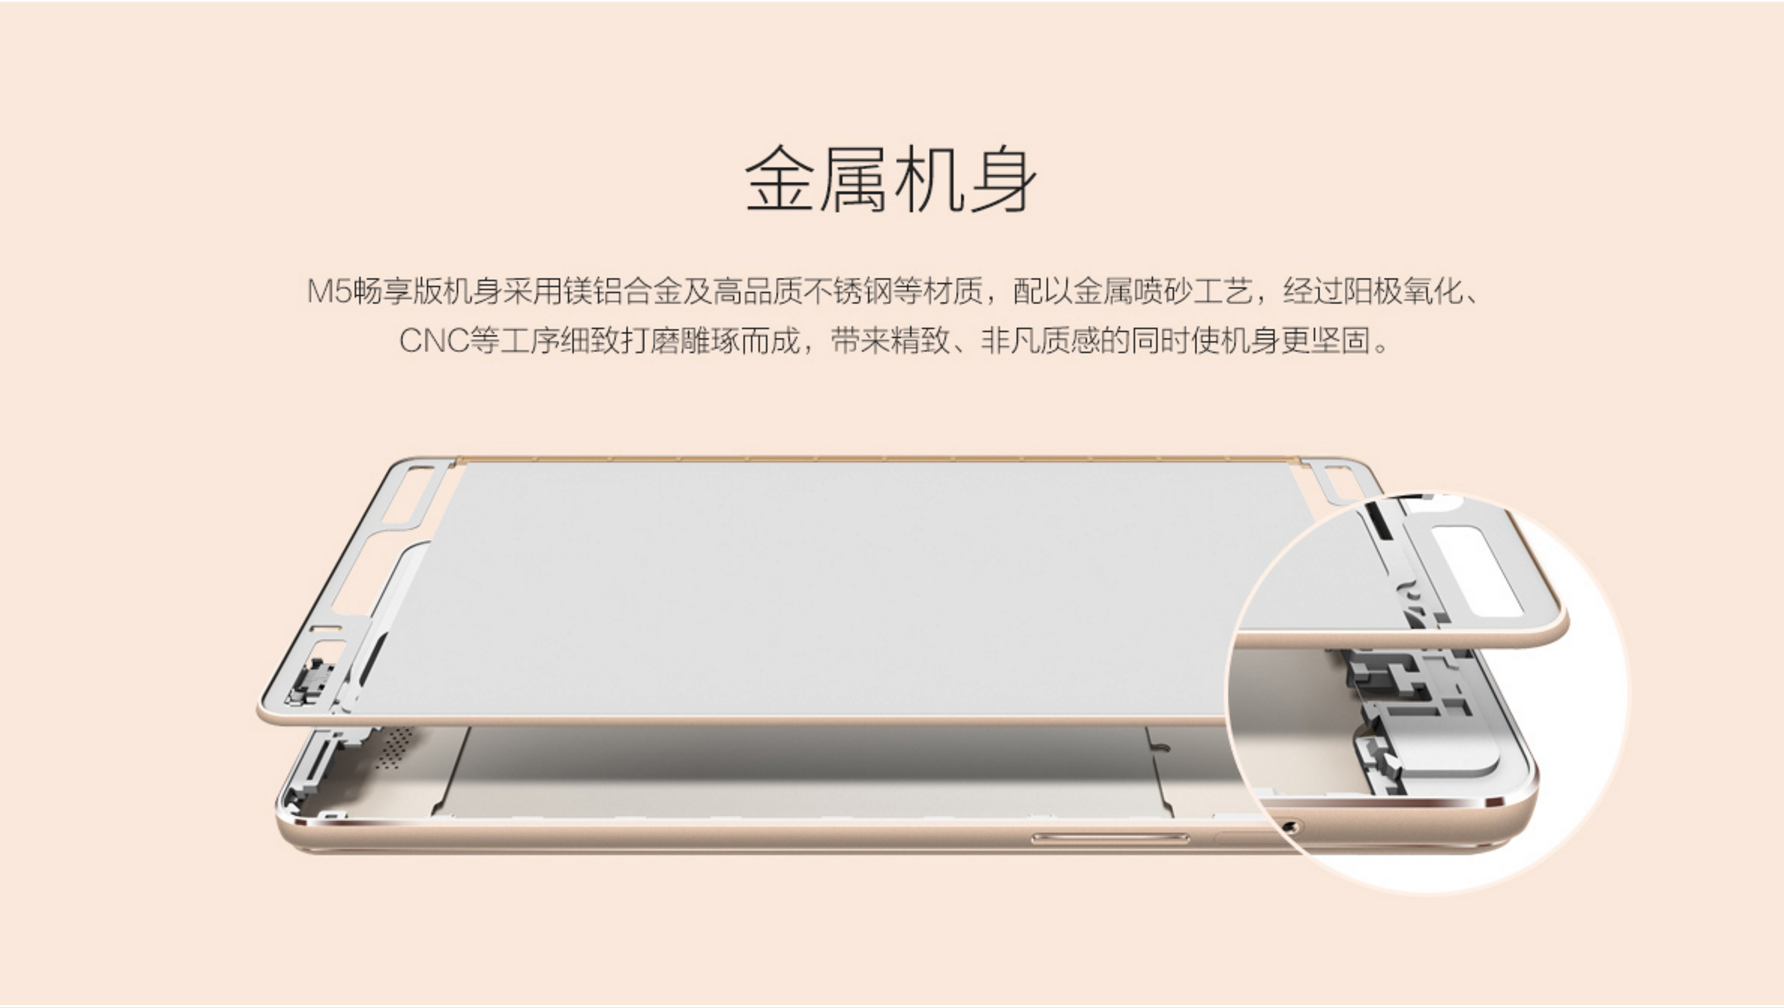 金属机身
M5畅享版机身采用镁铝合金及高品质不锈钢等材质，配以金属喷砂工艺，经过阳极氧化、
CNC等工序细致打磨雕琢而成，带来精致、非凡质感的同时使机身更坚固。